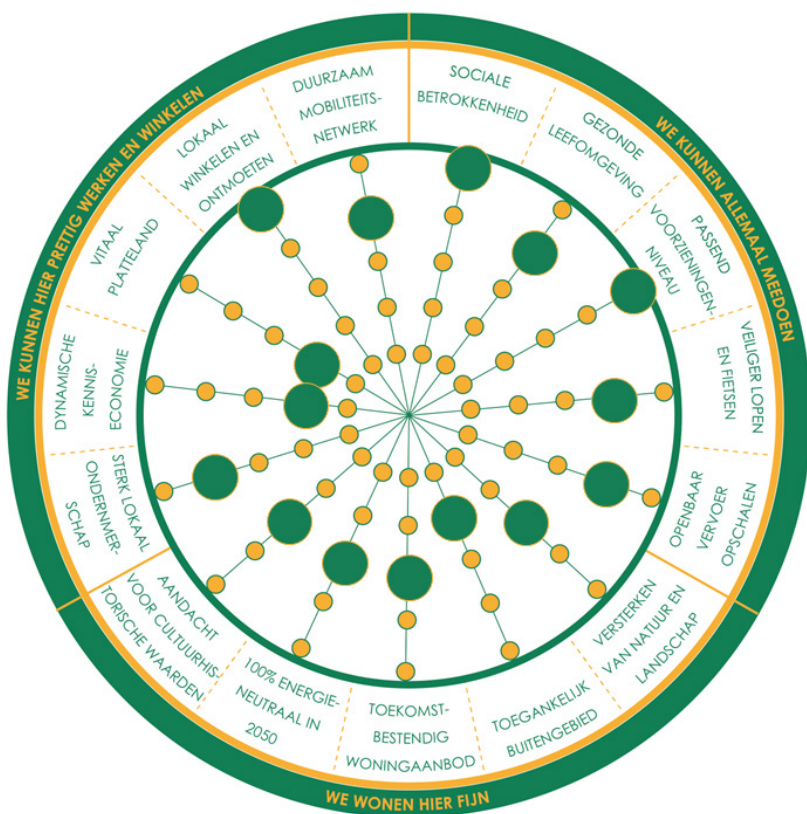 WE KUNNEN ALLEMAAL MEEDOEN
SOCIALE
BETROKKENHEID
GEZONDE
LEEFOMGEVING
PASSEND
VOORZIENINGEN-
NIVEAU
VEILIGER LOPEN
EN FIETSEN
OPENBAAR
VERVOER
OPSCHALEN
WE WONEN HIER FIJN
VERSTERKEN
VAN NATUUR EN
LANDSCHAP
TOEGANKELIJK
BUITENGEBIED
TOEKOMST-
BESTENDIG
WONINGAANBOD
100% ENERGIE-
NEUTRAAL IN
2050
AANDACHT
VOOR CULTUURHIS-
TORISCHE WAARDEN
WE KUNNEN HIER PRETTIG WERKEN EN WINKELEN
STERK LOKAAL
ONDERNMER-
SCHAP
DYNAMISCHE
KENNIS-
ECONOMIE
VITAAL
PLATTELAND
LOKAAL
WINKELEN EN
ONTMOETEN
DUURZAAM
MOBILITEITS-
NETWERK